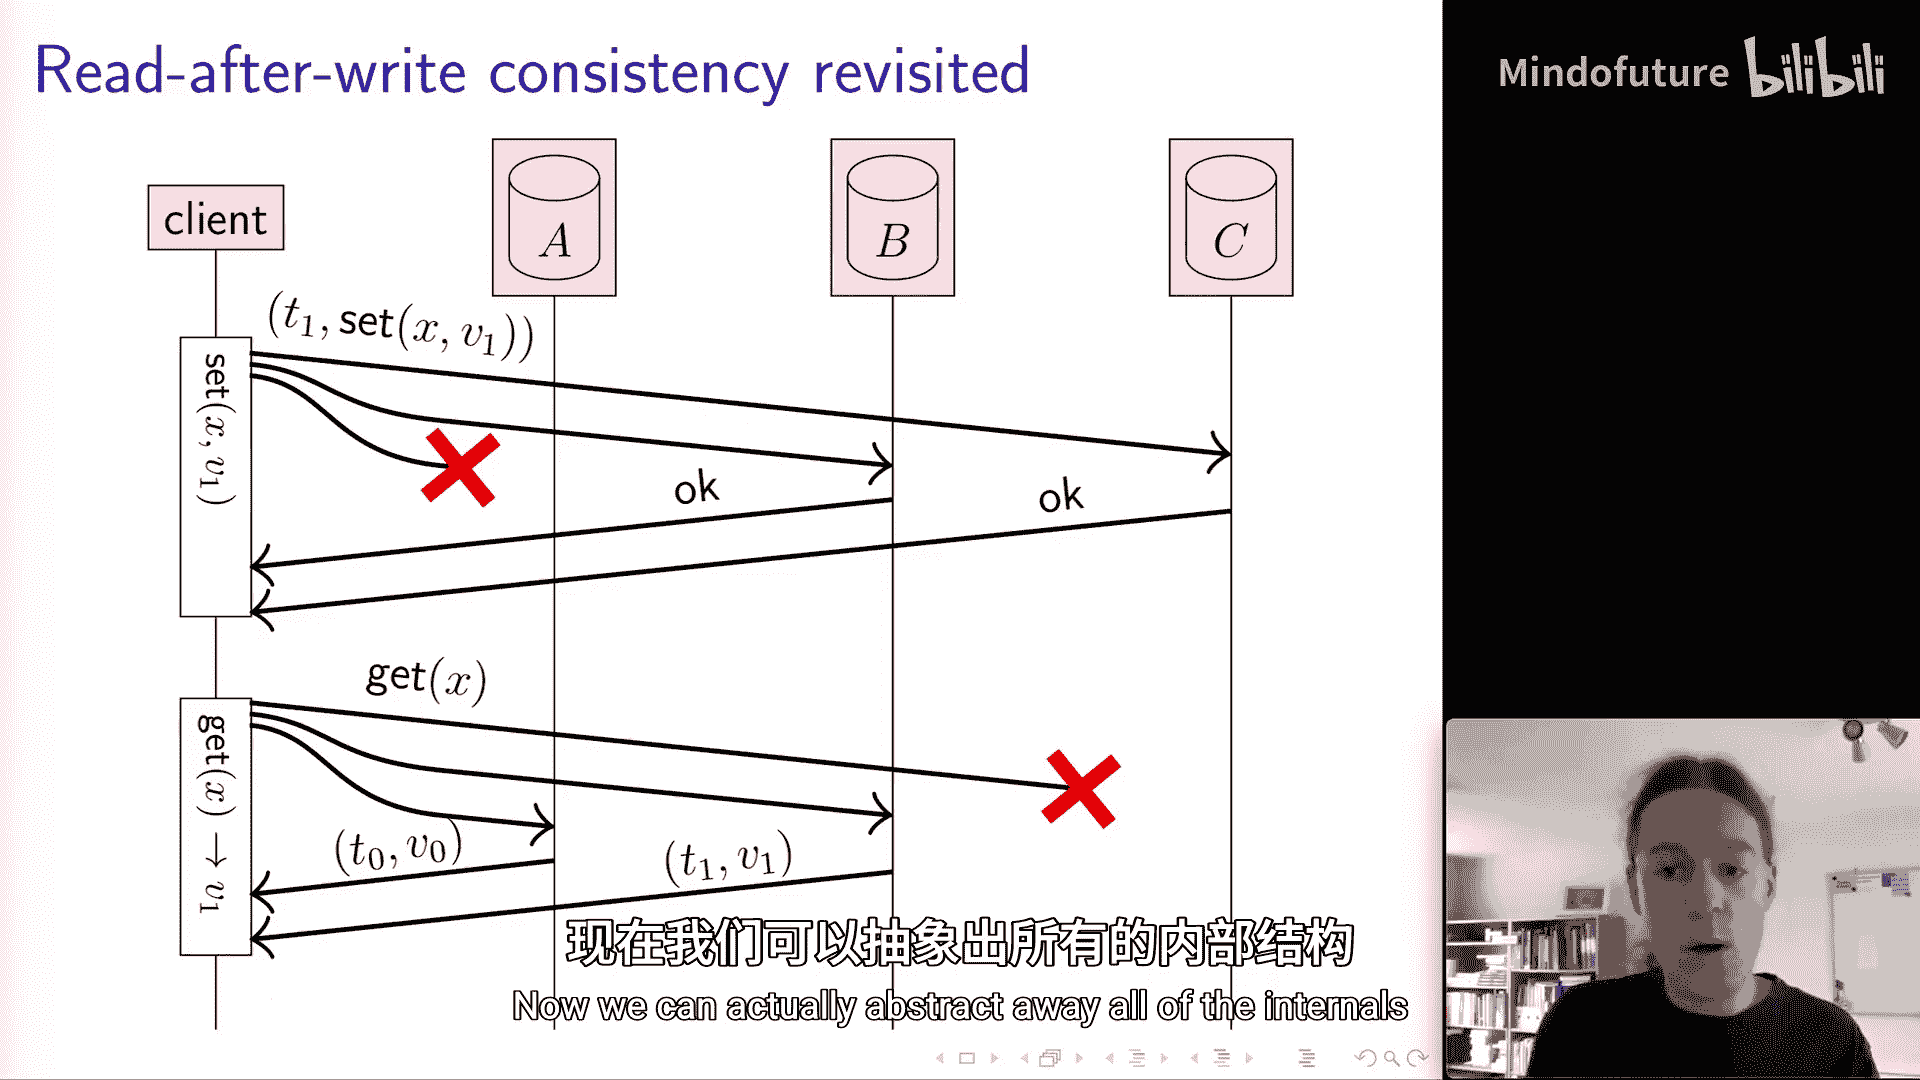 Read-after-write consistency revisited
Mindofuture bilibili
client
A
B
C
(t₁, set(x, v₁))
set(x, v₁)
ok
ok
get(x)
get(x) → v₁
(t₀, v₀)
(t₁, v₁)
现在我们可以抽象出所有的内部结构
Now we can actually abstract away all of the internals